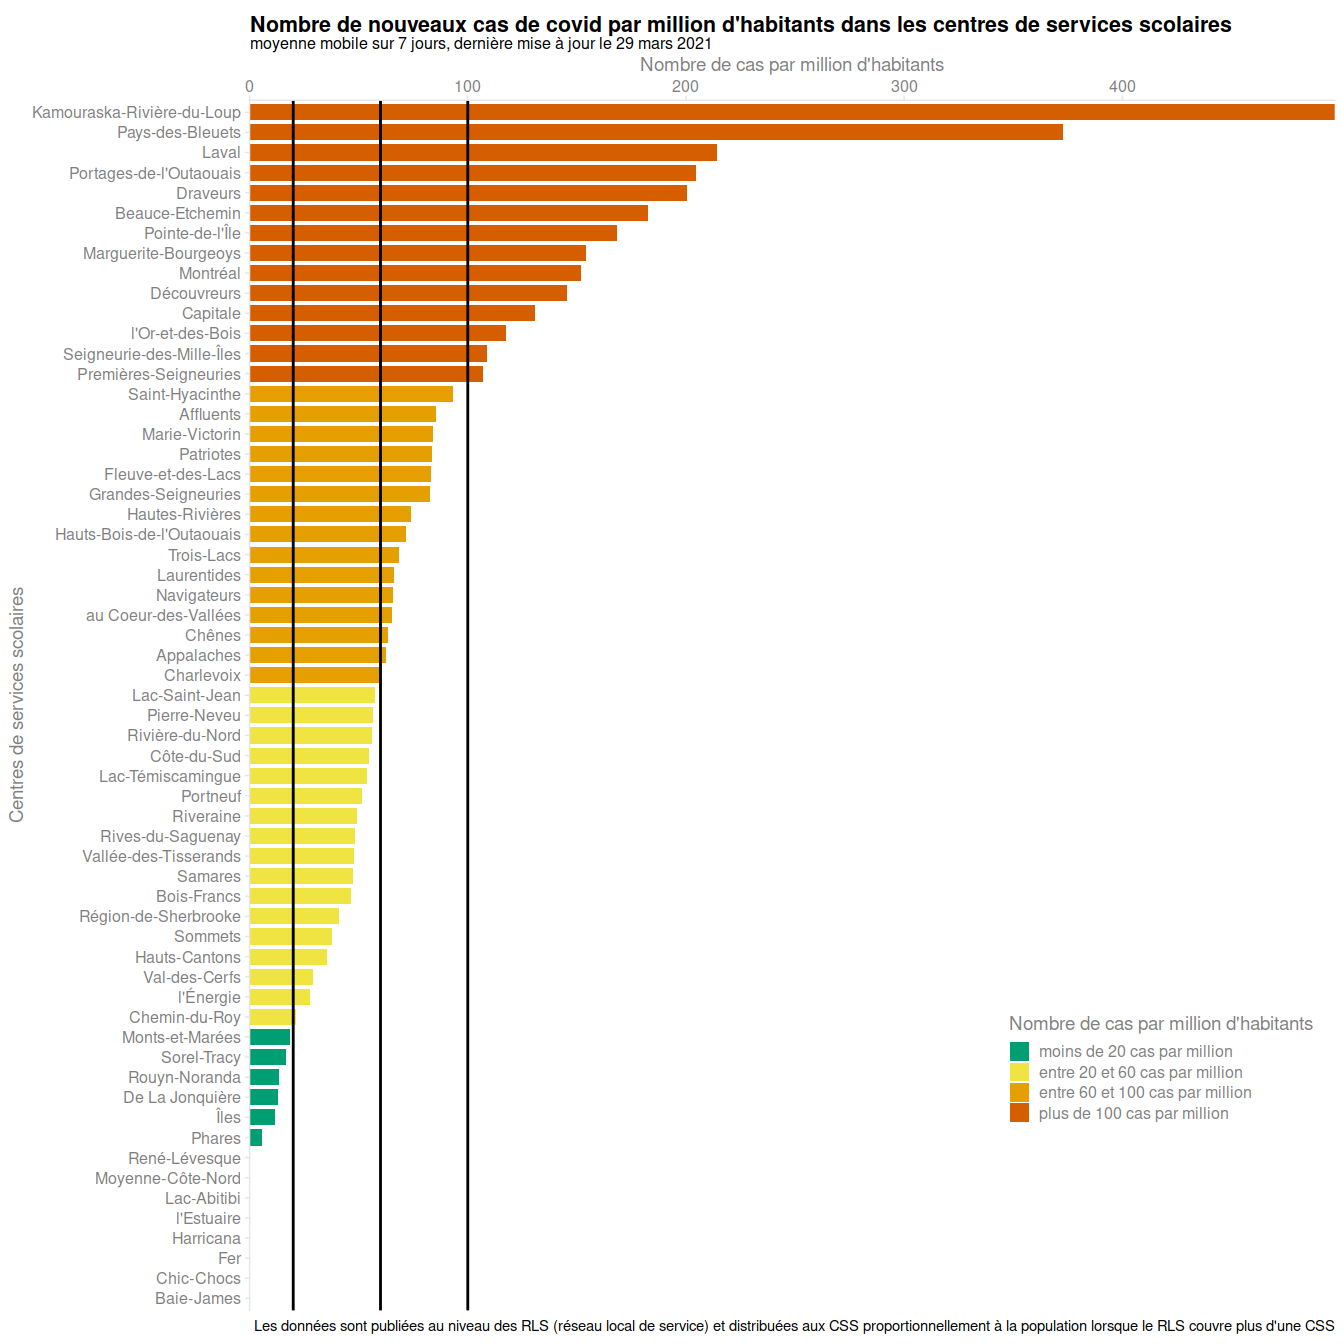 Nombre de nouveaux cas de covid par million d'habitants dans les centres de services scolaires
moyenne mobile sur 7 jours, dernière mise à jour le 29 mars 2021
Nombre de cas par million d'habitants
0 100 200 300 400
Centres de services scolaires
Kamouraska-Rivière-du-Loup
Pays-des-Bleuets
Laval
Portages-de-l'Outaouais
Draveurs
Beauce-Etchemin
Pointe-de-l'Île
Marguerite-Bourgeoys
Montréal
Découvreurs
Capitale
l'Or-et-des-Bois
Seigneurie-des-Mille-Îles
Premières-Seigneuries
Saint-Hyacinthe
Affluents
Marie-Victorin
Patriotes
Fleuve-et-des-Lacs
Grandes-Seigneuries
Hautes-Rivières
Hauts-Bois-de-l'Outaouais
Trois-Lacs
Laurentides
Navigateurs
au Coeur-des-Vallées
Chênes
Appalaches
Charlevoix
Lac-Saint-Jean
Pierre-Neveu
Rivière-du-Nord
Côte-du-Sud
Lac-Témiscamingue
Portneuf
Riveraine
Rives-du-Saguenay
Vallée-des-Tisserands
Samares
Bois-Francs
Région-de-Sherbrooke
Sommets
Hauts-Cantons
Val-des-Cerfs
l'Énergie
Chemin-du-Roy
Monts-et-Marées
Sorel-Tracy
Rouyn-Noranda
De La Jonquière
Îles
Phares
René-Lévesque
Moyenne-Côte-Nord
Lac-Abitibi
l'Estuaire
Harricana
Fer
Chic-Chocs
Baie-James
Nombre de cas par million d'habitants
moins de 20 cas par million
entre 20 et 60 cas par million
entre 60 et 100 cas par million
plus de 100 cas par million
Les données sont publiées au niveau des RLS (réseau local de service) et distribuées aux CSS proportionnellement à la population lorsque le RLS couvre plus d'une CSS